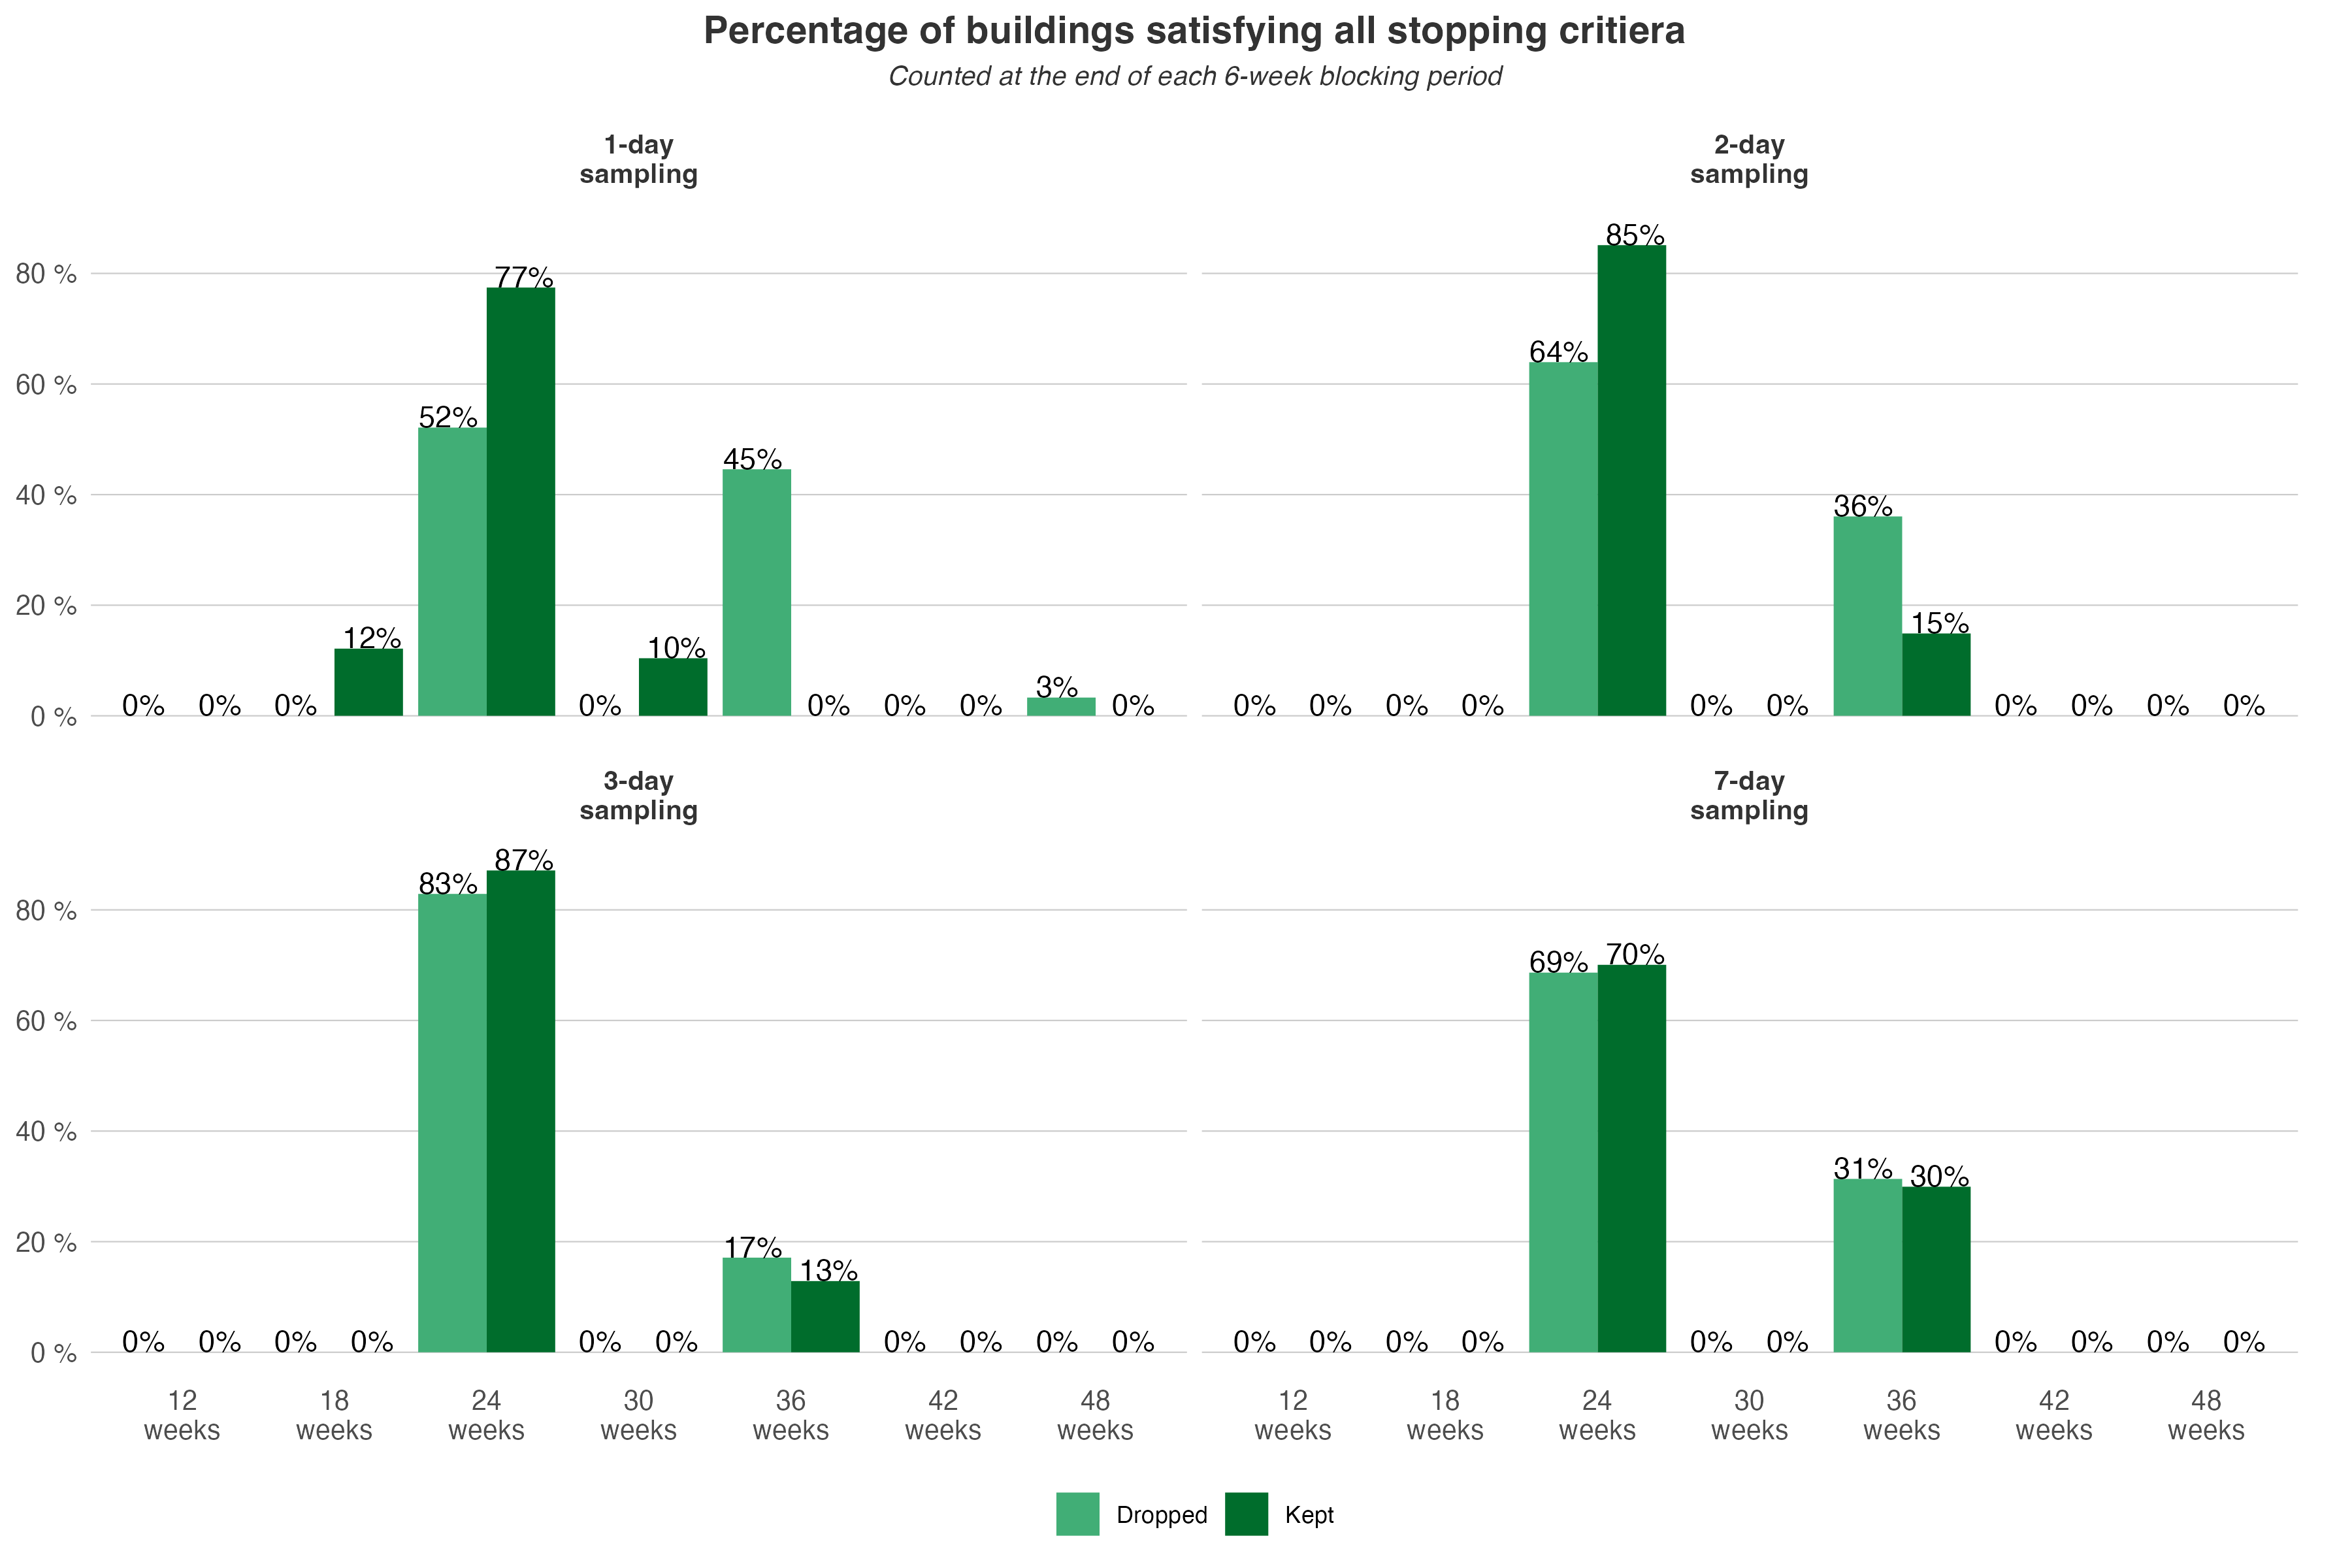 Percentage of buildings satisfying all stopping critiera
Counted at the end of each 6-week blocking period
1-day
sampling
2-day
sampling
80 %
60 %
40 %
20 %
0 %
0% 0% 0% 12% 52% 77% 0% 10% 45% 0% 0% 0% 3% 0%
0% 0% 0% 0% 64% 85% 0% 0% 36% 15% 0% 0% 0% 0%
3-day
sampling
7-day
sampling
80 %
60 %
40 %
20 %
0 %
0% 0% 0% 0% 83% 87% 0% 0% 17% 13% 0% 0% 0% 0%
0% 0% 0% 0% 69% 70% 0% 0% 31% 30% 0% 0% 0% 0%
12 18 24 30 36 42 48 12 18 24 30 36 42 48
weeks weeks weeks weeks weeks weeks weeks weeks weeks weeks weeks weeks weeks weeks
Dropped Kept